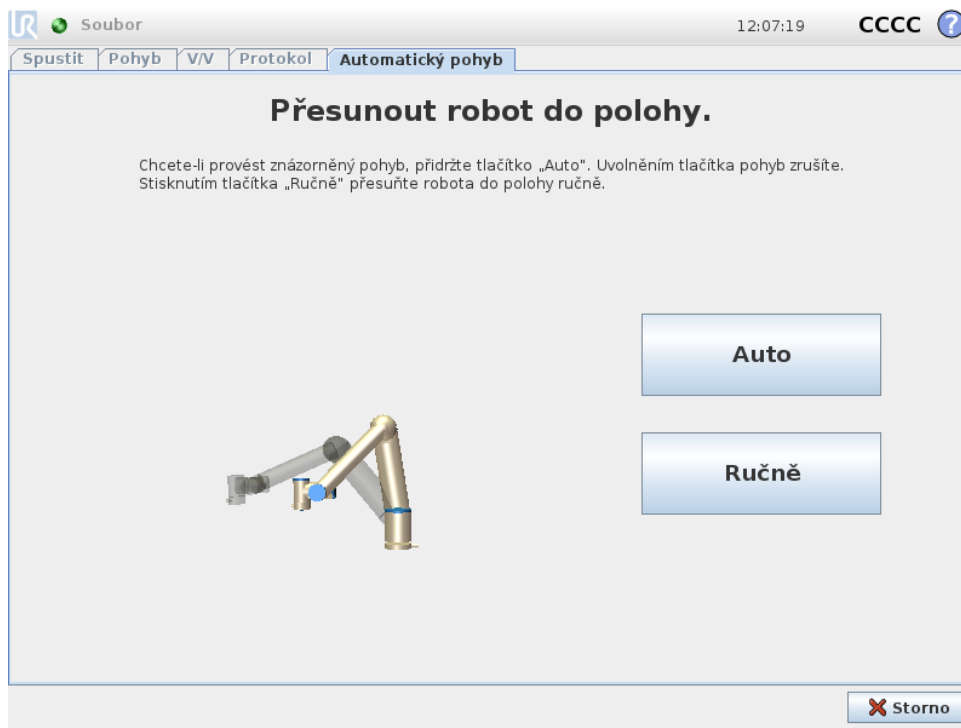 UR Soubor 12:07:19 CCCC ?
Spustit Pohyb V/V Protokol Automatický pohyb
Přesunout robot do polohy.
Chcete-li provést znázorněný pohyb, přidržte tlačítko „Auto”. Uvolněním tlačítka pohyb zrušíte.
Stisknutím tlačítka „Ručně” přesuňte robota do polohy ručně.
Auto
Ručně
Storno